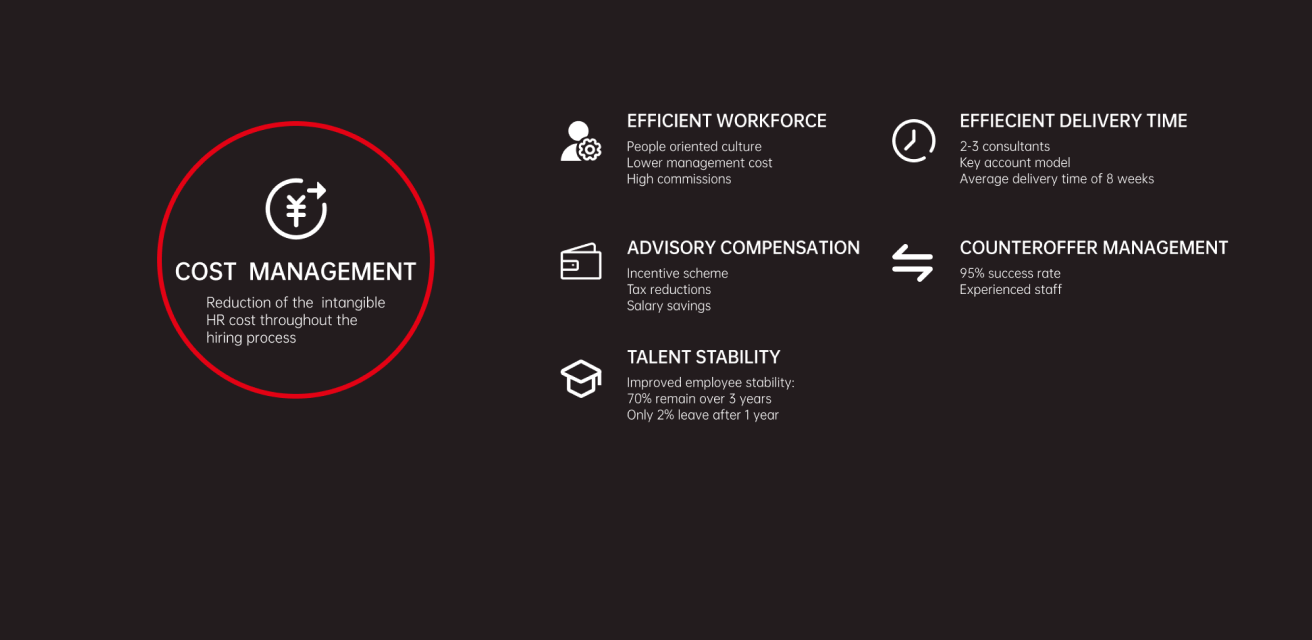 COST MANAGEMENT
Reduction of the intangible
HR cost throughout the
hiring process
EFFICIENT WORKFORCE
People oriented culture
Lower management cost
High commissions
EFFIECIENT DELIVERY TIME
2-3 consultants
Key account model
Average delivery time of 8 weeks
ADVISORY COMPENSATION
Incentive scheme
Tax reductions
Salary savings
COUNTEROFFER MANAGEMENT
95% success rate
Experienced staff
TALENT STABILITY
Improved employee stability:
70% remain over 3 years
Only 2% leave after 1 year